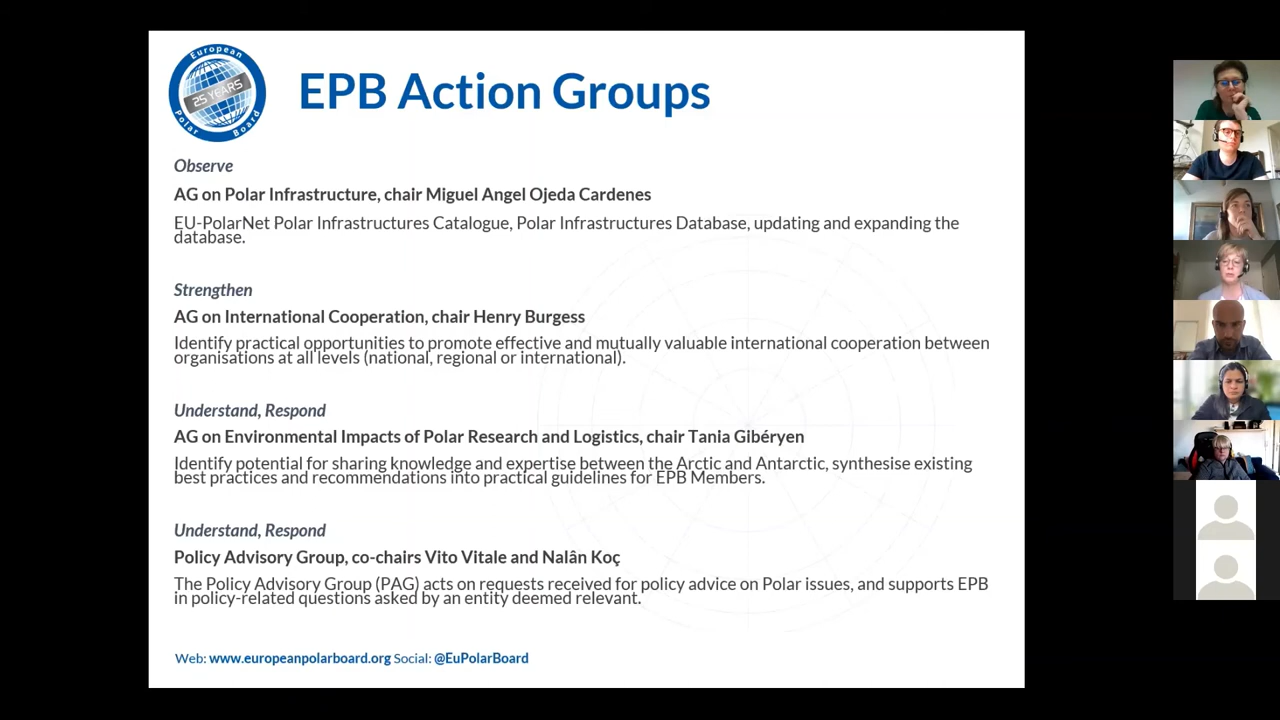 European
25 YEARS
Polar Board
EPB Action Groups
Observe
AG on Polar Infrastructure, chair Miguel Angel Ojeda Cardenes
EU-PolarNet Polar Infrastructures Catalogue, Polar Infrastructures Database, updating and expanding the
database.
Strengthen
AG on International Cooperation, chair Henry Burgess
Identify practical opportunities to promote effective and mutually valuable international cooperation between
organisations at all levels (national, regional or international).
Understand, Respond
AG on Environmental Impacts of Polar Research and Logistics, chair Tania Gibéryen
Identify potential for sharing knowledge and expertise between the Arctic and Antarctic, synthesise existing
best practices and recommendations into practical guidelines for EPB Members.
Understand, Respond
Policy Advisory Group, co-chairs Vito Vitale and Nalân Koç
The Policy Advisory Group (PAG) acts on requests received for policy advice on Polar issues, and supports EPB
in policy-related questions asked by an entity deemed relevant.
Web: www.europeanpolarboard.org Social: @EuPolarBoard